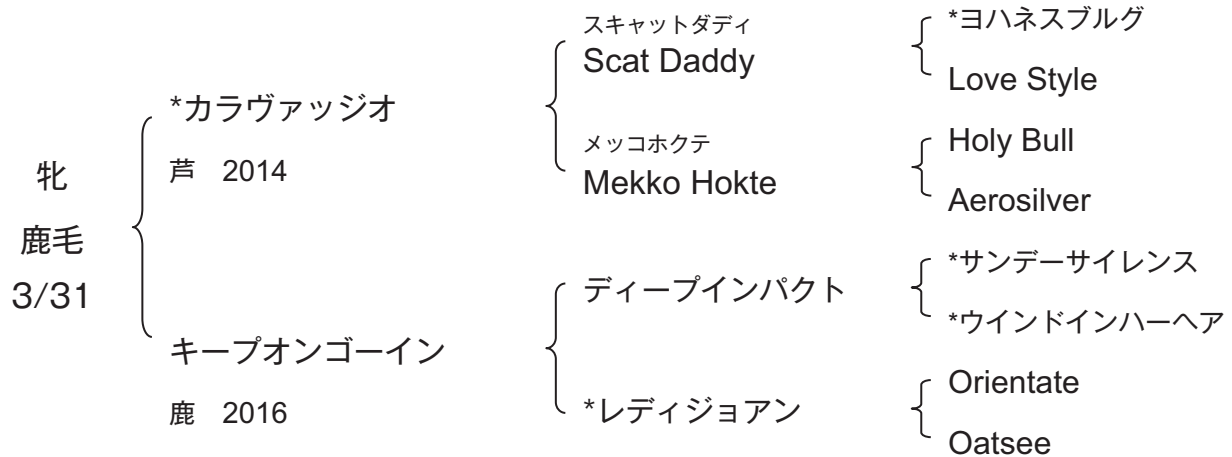 牝
鹿毛
3/31
*カラヴァッジオ
芦　2014
キープオンゴーイン
鹿　2016
スキャットダディ
Scat Daddy
メッコホクテ
Mekko Hokte
ディープインパクト
*レディジョアン
*ヨハネスブルグ
Love Style
Holy Bull
Aerosilver
*サンデーサイレンス
*ウインドインハーヘア
Orientate
Oatsee